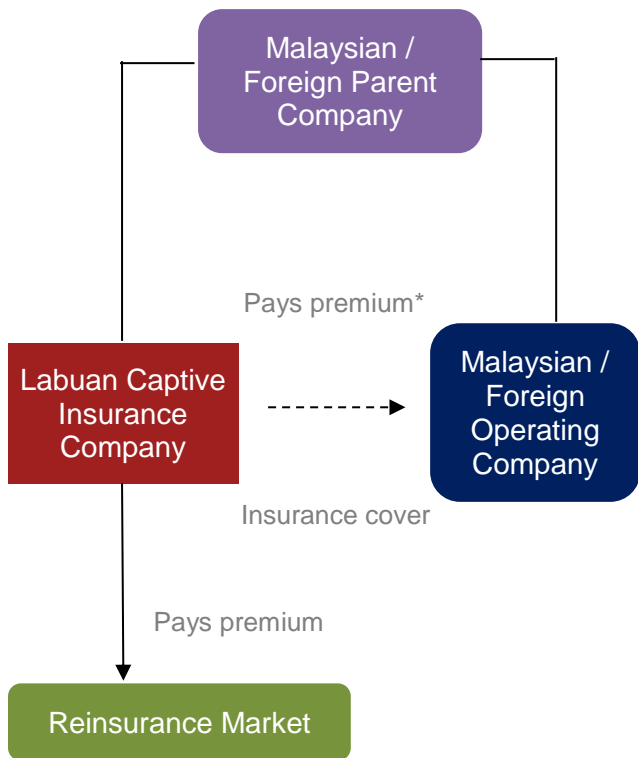 Malaysian /
Foreign Parent
Company
Pays premium*
Labuan Captive
Insurance
Company
Malaysian /
Foreign
Operating
Company
Insurance cover
Pays premium
Reinsurance Market